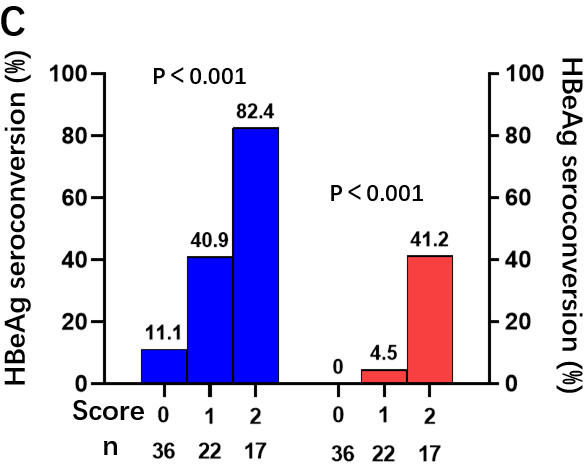 C
HBeAg seroconversion (%)
100
80
60
40
20
0
P < 0.001
11.1
40.9
82.4
P < 0.001
0
4.5
41.2
100
80
60
40
20
0
HBeAg seroconversion (%)
Score 0 1 2 0 1 2
n 36 22 17 36 22 17